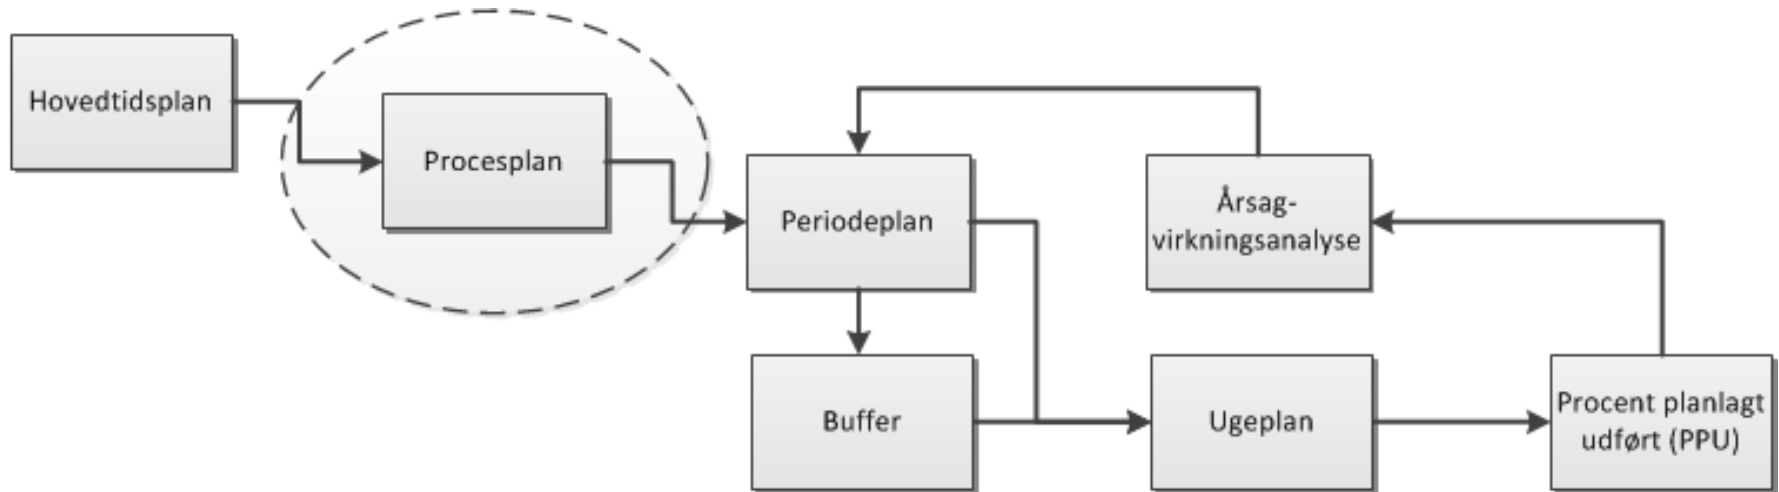 Hovedtidsplan
Procesplan
Periodeplan
Årsag-
virkningsanalyse
Buffer
Ugeplan
Procent planlagt
udført (PPU)